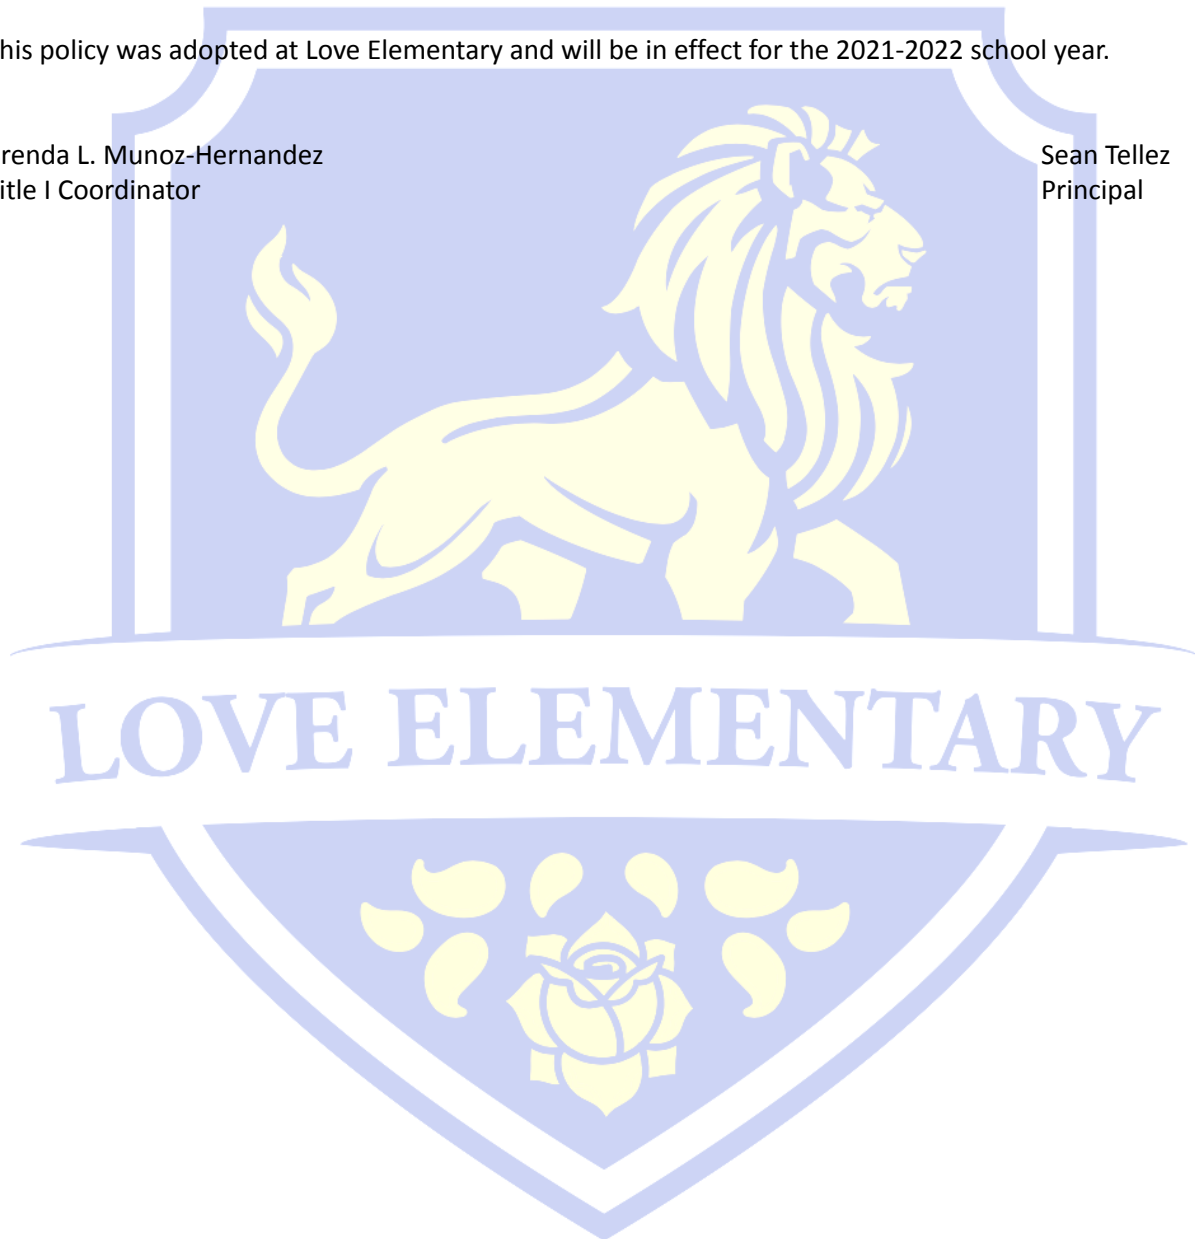 his policy was adopted at Love Elementary and will be in effect for the 2021-2022 school year.
renda L. Munoz-Hernandez
Sean Tellez
itle I Coordinator
Principal
LOVE ELEMENTARY